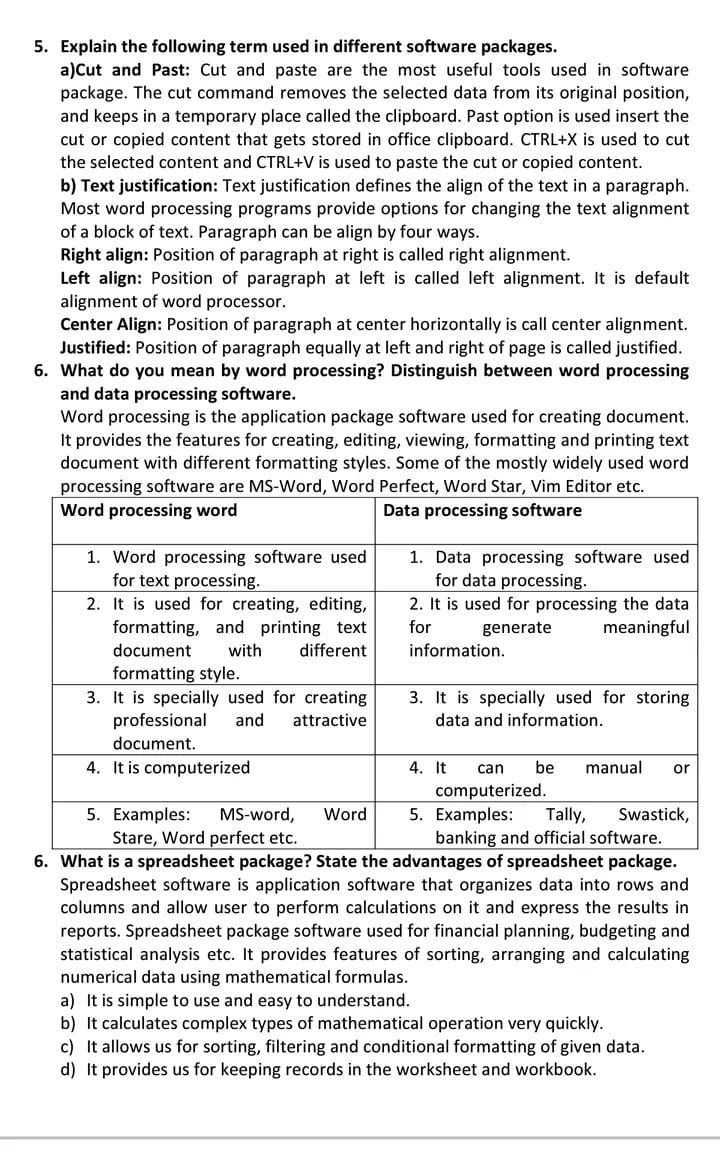 5. Explain the following term used in different software packages.
a)Cut and Past: Cut and paste are the most useful tools used in software
package. The cut command removes the selected data from its original position,
and keeps in a temporary place called the clipboard. Past option is used insert the
cut or copied content that gets stored in office clipboard. CTRL+X is used to cut
the selected content and CTRL+V is used to paste the cut or copied content.
b) Text justification: Text justification defines the align of the text in a paragraph.
Most word processing programs provide options for changing the text alignment
of a block of text. Paragraph can be align by four ways.
Right align: Position of paragraph at right is called right alignment.
Left align: Position of paragraph at left is called left alignment. It is default
alignment of word processor.
Center Align: Position of paragraph at center horizontally is call center alignment.
Justified: Position of paragraph equally at left and right of page is called justified.
6. What do you mean by word processing? Distinguish between word processing
and data processing software.
Word processing is the application package software used for creating document.
It provides the features for creating, editing, viewing, formatting and printing text
document with different formatting styles. Some of the mostly widely used word
processing software are MS-Word, Word Perfect, Word Star, Vim Editor etc.
Word processing word
Data processing software
1. Word processing software used
for text processing.
1. Data processing software used
for data processing.
2. It is used for creating, editing,
formatting, and printing text
document with different
formatting style.
2. It is used for processing the data
for generate meaningful
information.
3. It is specially used for creating
professional and attractive
document.
3. It is specially used for storing
data and information.
4. It is computerized
4. It can be manual or
computerized.
5. Examples: MS-word, Word
Stare, Word perfect etc.
5. Examples: Tally, Swastick,
banking and official software.
6. What is a spreadsheet package? State the advantages of spreadsheet package.
Spreadsheet software is application software that organizes data into rows and
columns and allow user to perform calculations on it and express the results in
reports. Spreadsheet package software used for financial planning, budgeting and
statistical analysis etc. It provides features of sorting, arranging and calculating
numerical data using mathematical formulas.
a) It is simple to use and easy to understand.
b) It calculates complex types of mathematical operation very quickly.
c) It allows us for sorting, filtering and conditional formatting of given data.
d) It provides us for keeping records in the worksheet and workbook.